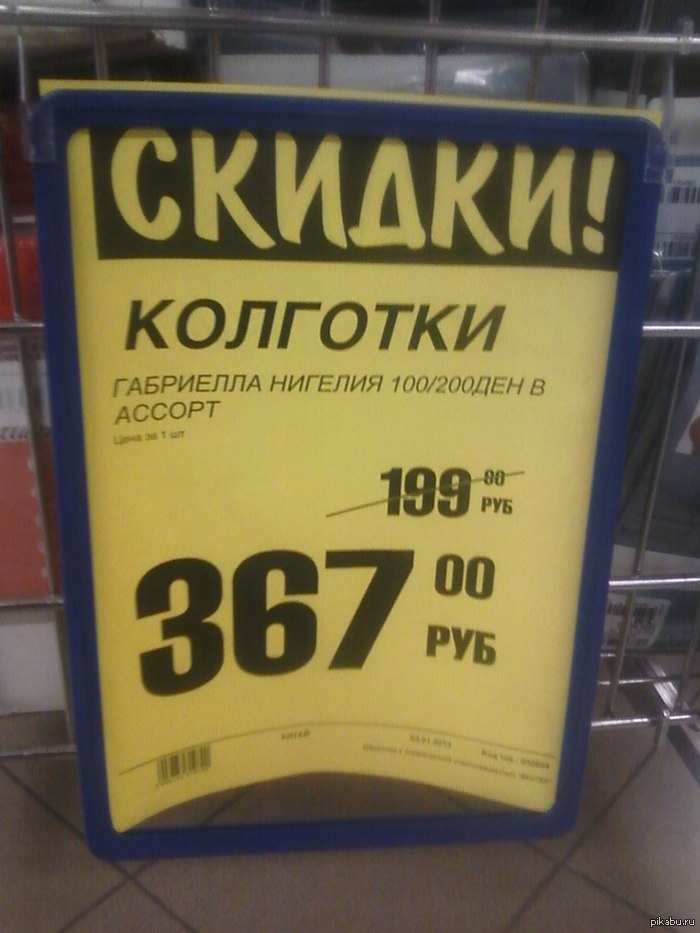 СКИДКИ!
КОЛГОТКИ
ГАБРИЕЛЛА НИГЕЛИЯ 100/200ДЕН В
АССОРТ
Цена за 1 шт
199 00
РУБ
367 00
РУБ
КИТАЙ
pikabu.ru